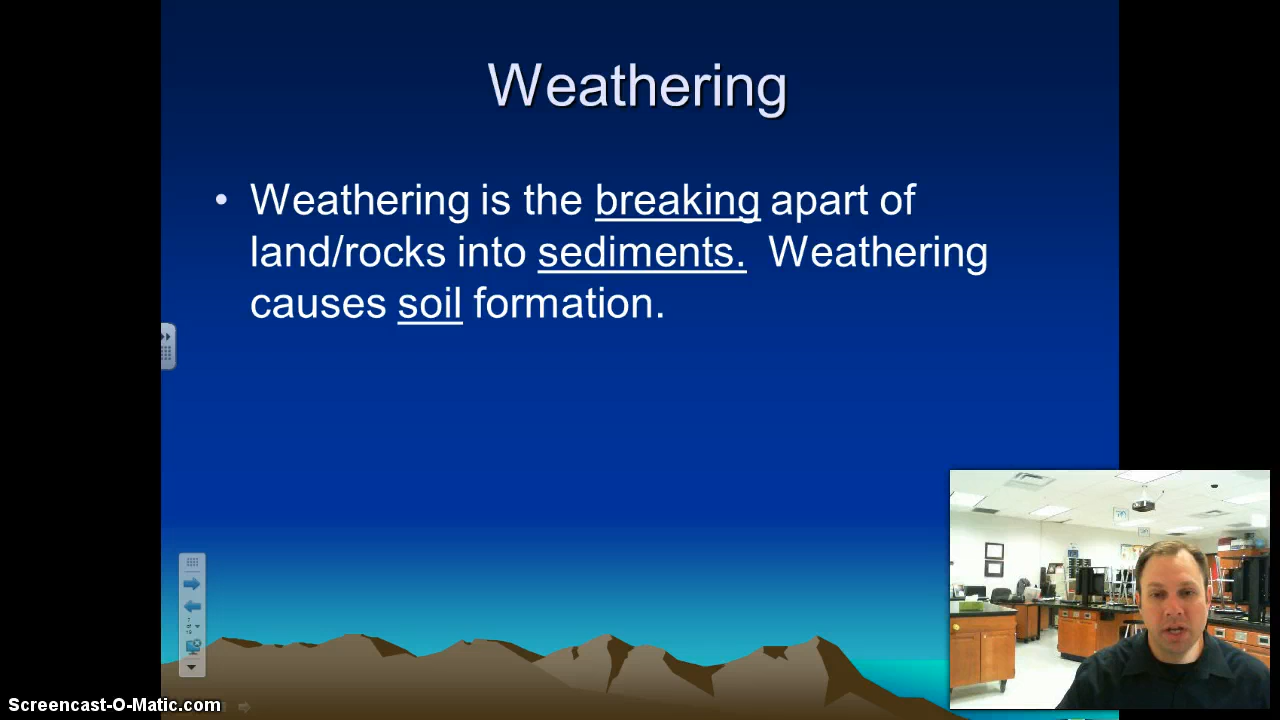 Weathering
• Weathering is the breaking apart of
land/rocks into sediments. Weathering
causes soil formation.
Screencast-O-Matic.com